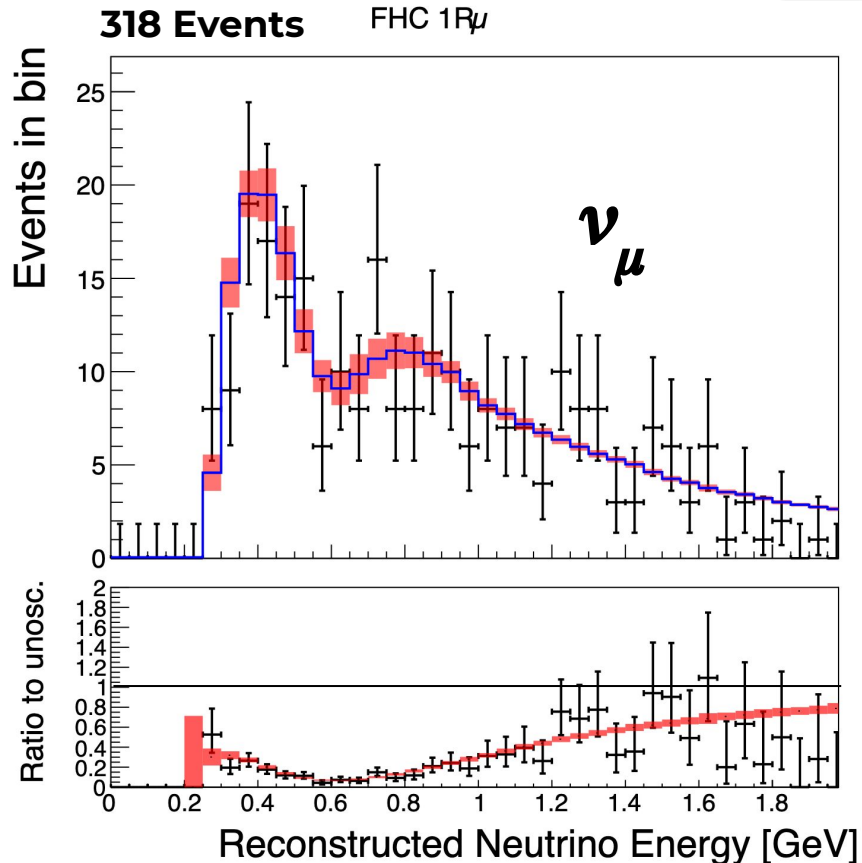 318 Events FHC 1Rμ
Events in bin
25
20
15
10
5
0
ν_μ
Ratio to unosc.
2
1.8
1.6
1.4
1.2
1
0.8
0.6
0.4
0.2
0
0 0.2 0.4 0.6 0.8 1 1.2 1.4 1.6 1.8
Reconstructed Neutrino Energy [GeV]